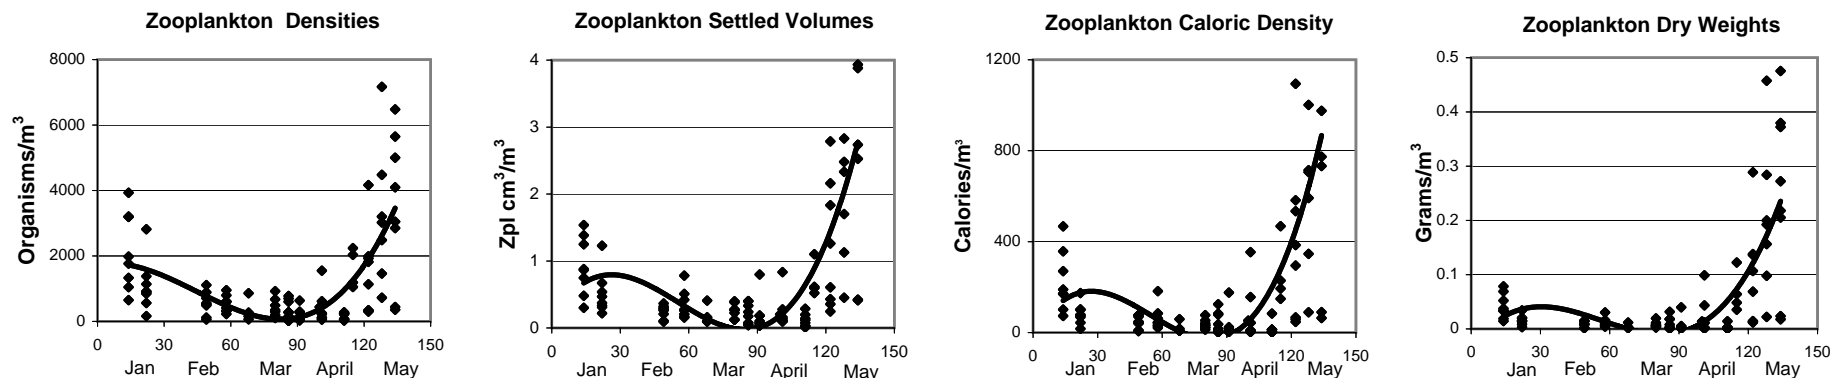 Zooplankton Densities
Organisms/m³
8000
6000
4000
2000
0
0 30 60 90 120 150
Jan Feb Mar April May
Zooplankton Settled Volumes
Zpl cm³/m³
4
3
2
1
0
0 30 60 90 120 150
Jan Feb Mar April May
Zooplankton Caloric Density
Calories/m³
1200
800
400
0
0 30 60 90 120 150
Jan Feb Mar April May
Zooplankton Dry Weights
Grams/m³
0.5
0.4
0.3
0.2
0.1
0
0 30 60 90 120 150
Jan Feb Mar April May